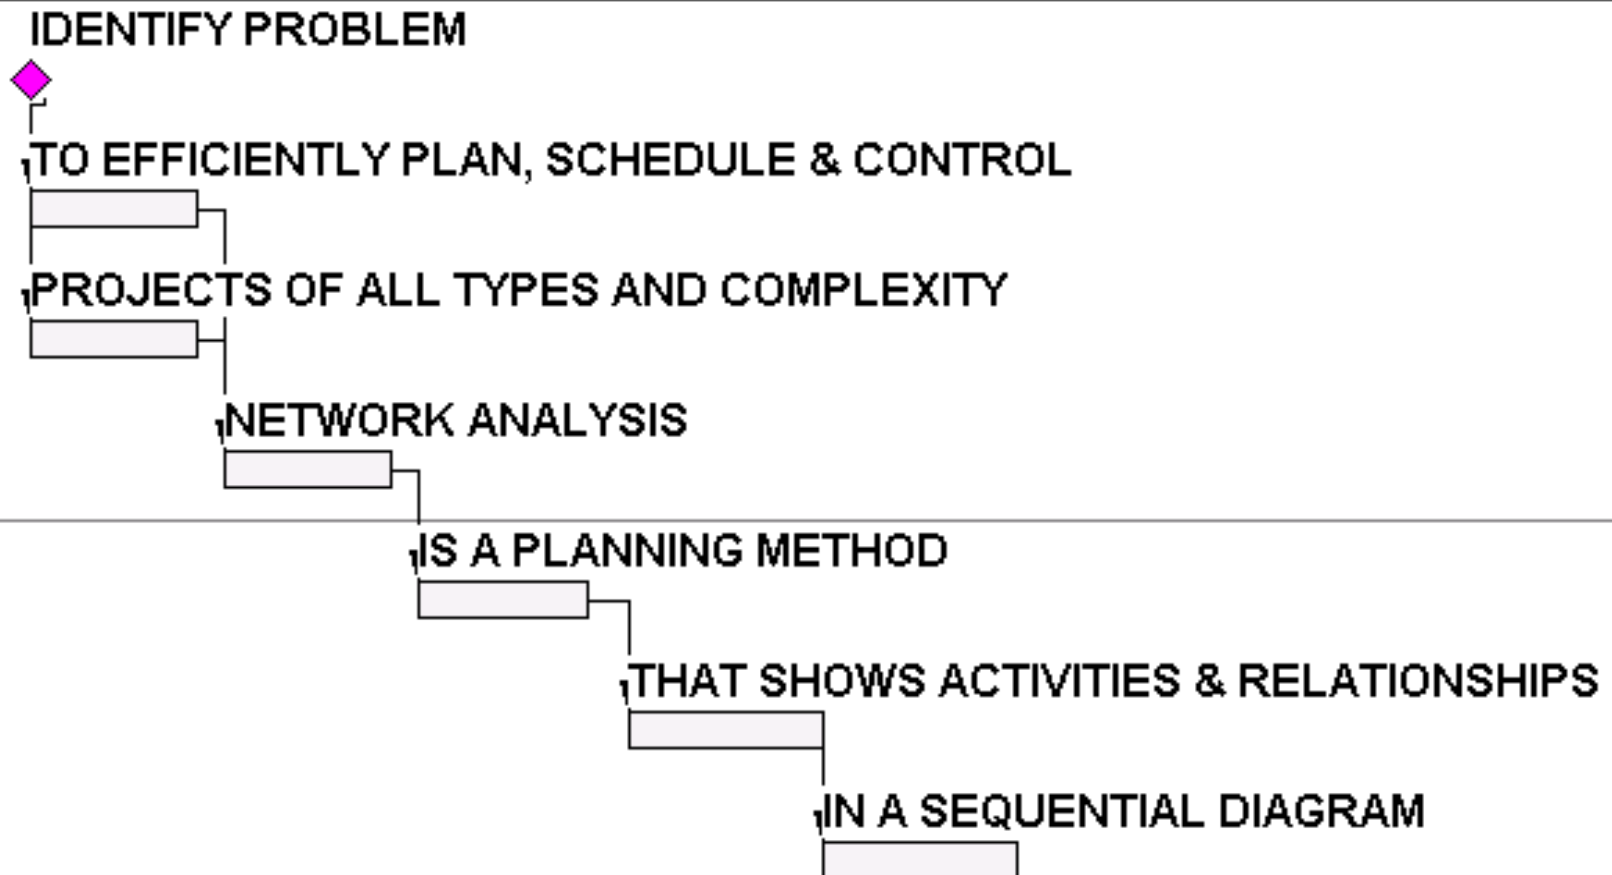 IDENTIFY PROBLEM
TO EFFICIENTLY PLAN, SCHEDULE & CONTROL
PROJECTS OF ALL TYPES AND COMPLEXITY
NETWORK ANALYSIS
IS A PLANNING METHOD
THAT SHOWS ACTIVITIES & RELATIONSHIPS
IN A SEQUENTIAL DIAGRAM